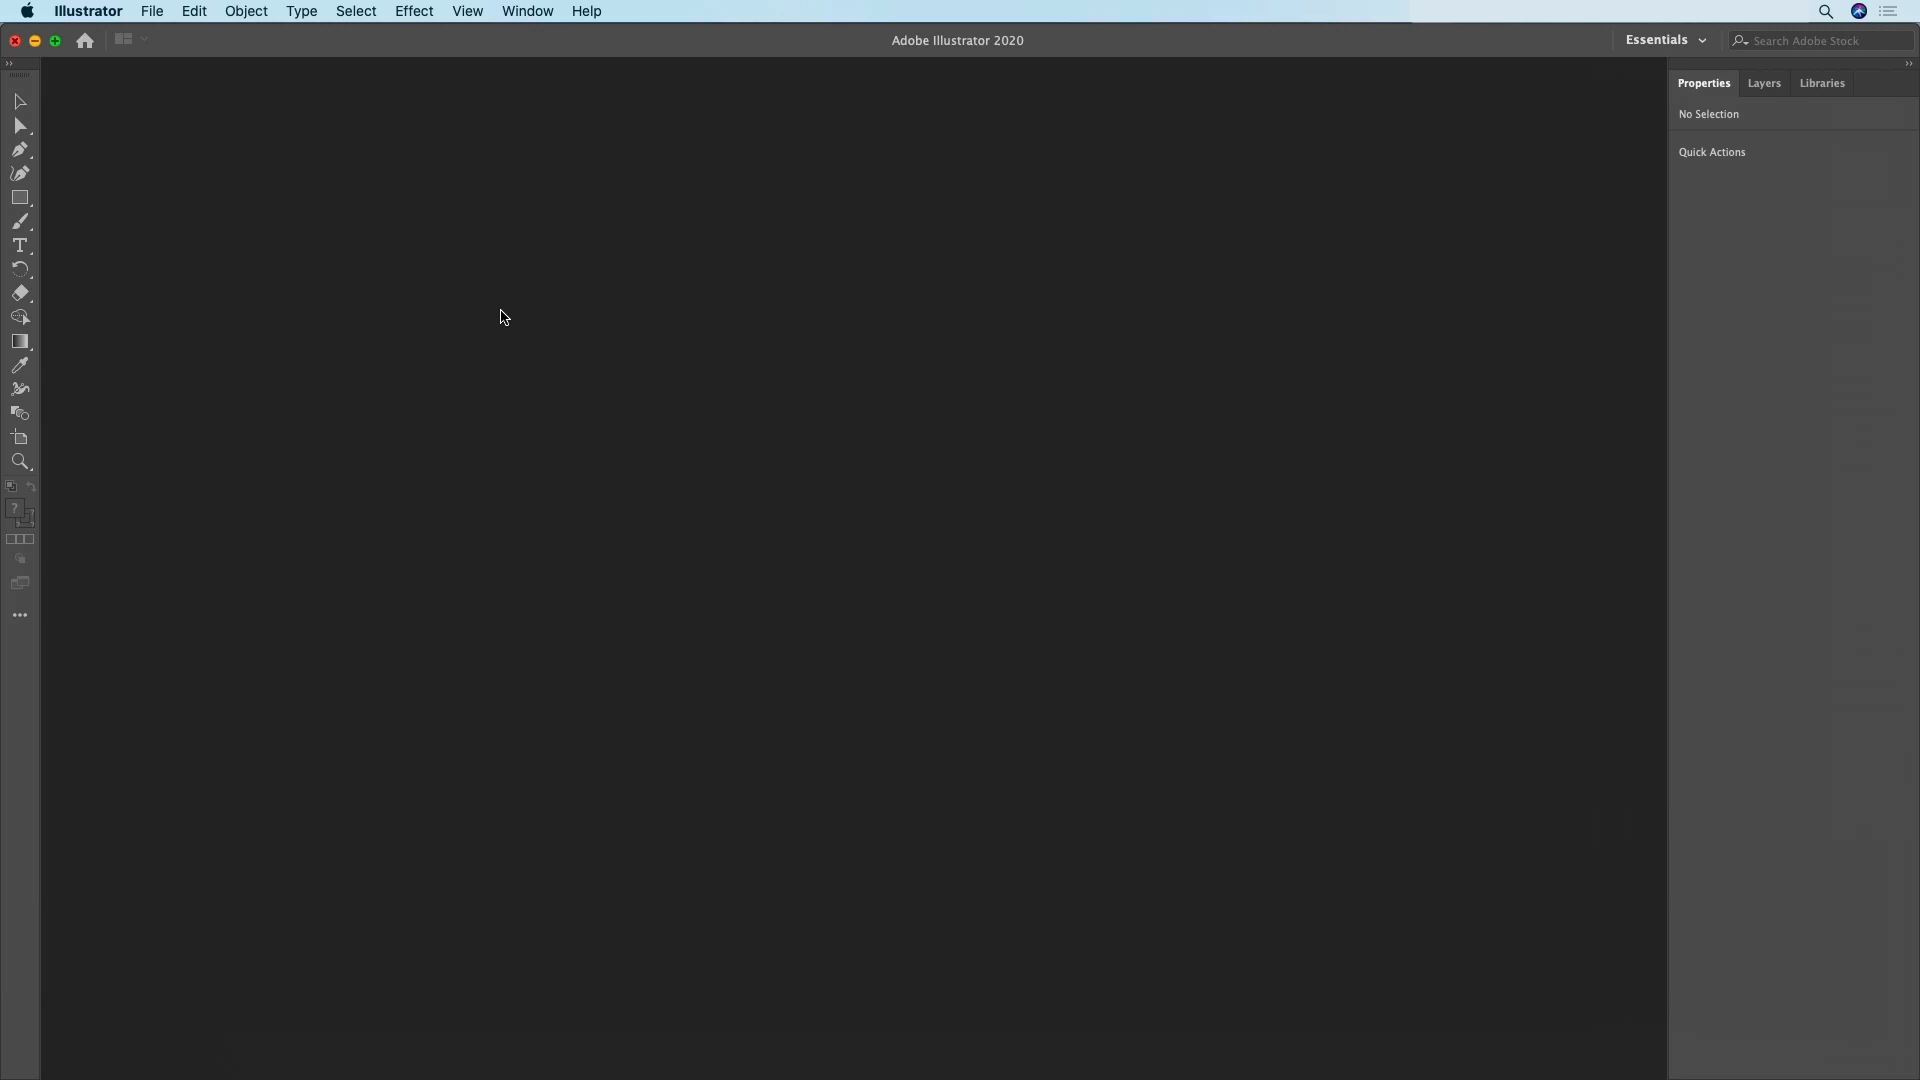 Illustrator File Edit Object Type Select Effect View Window Help
Adobe Illustrator 2020
Essentials
Search Adobe Stock
Properties Layers Libraries
No Selection
Quick Actions
T
?